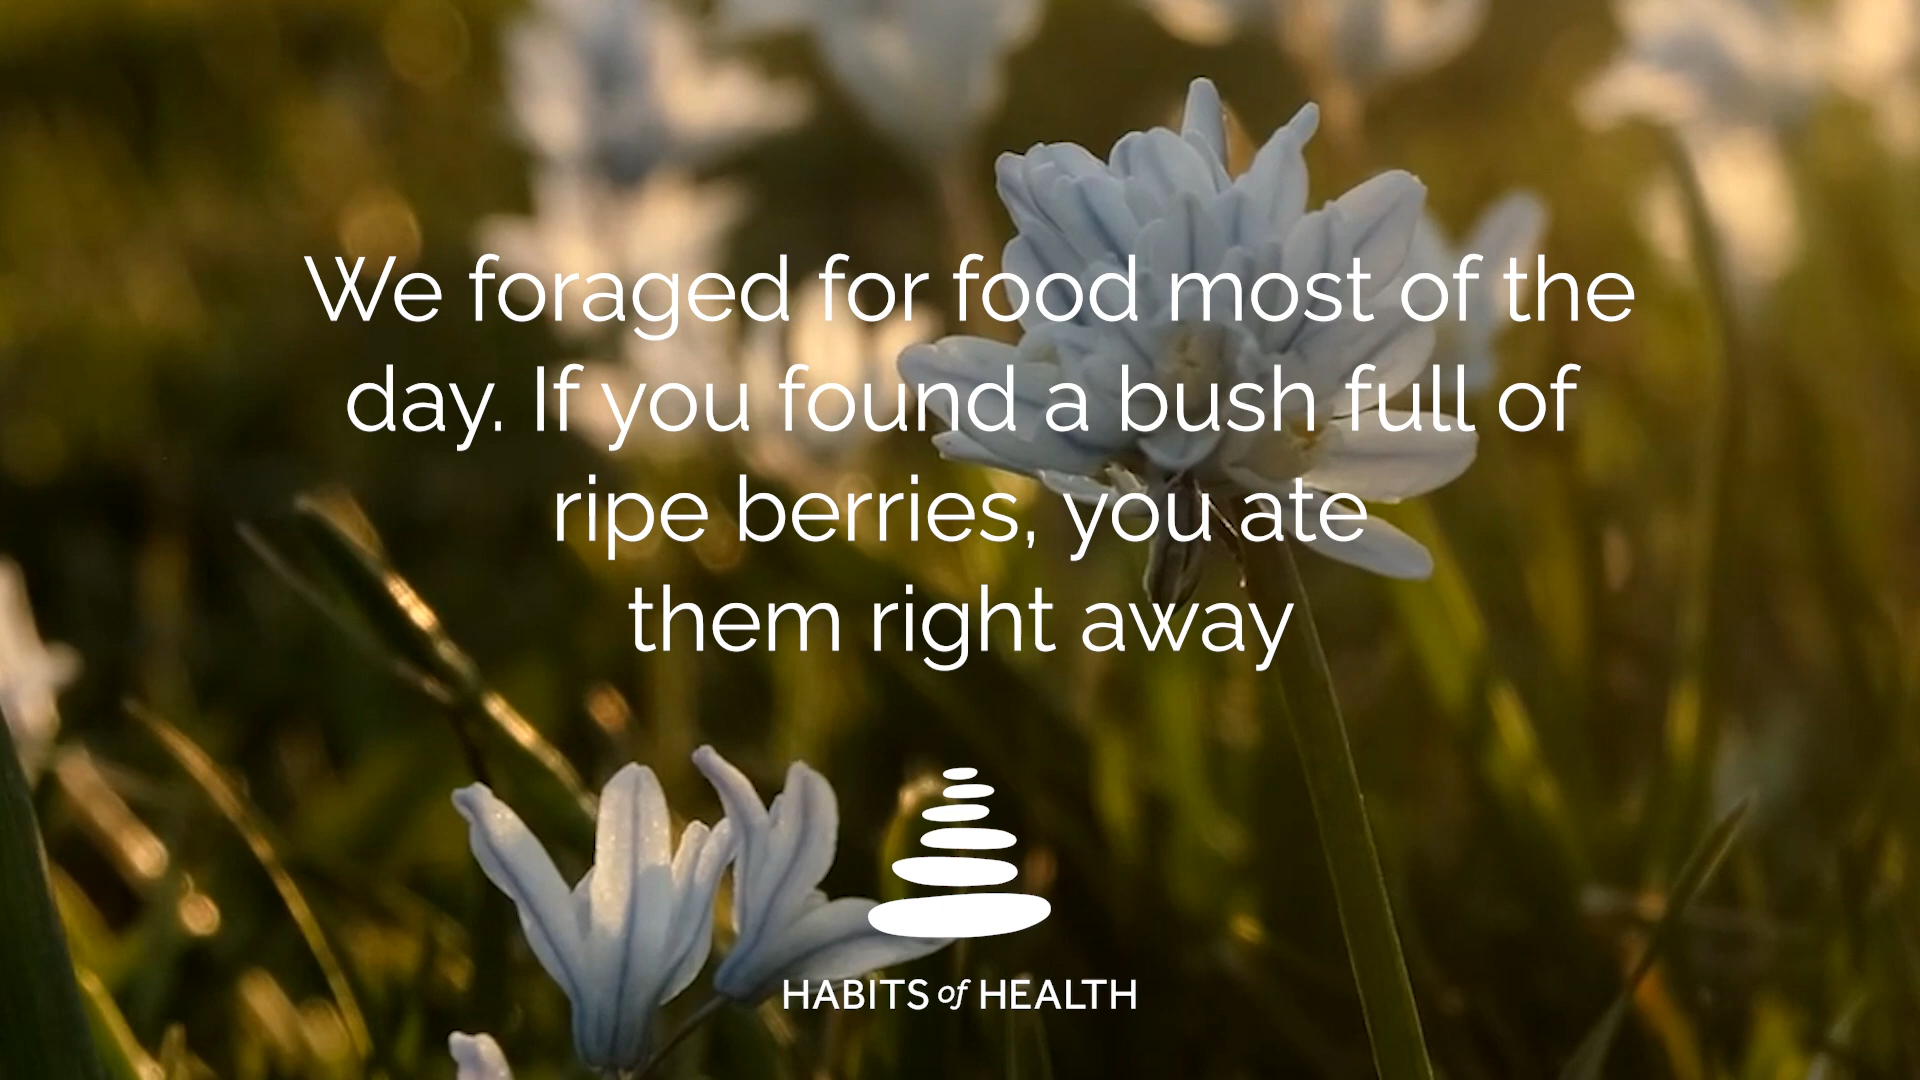 We foraged for food most of the
day. If you found a bush full of
ripe berries, you ate
them right away
HABITS of HEALTH